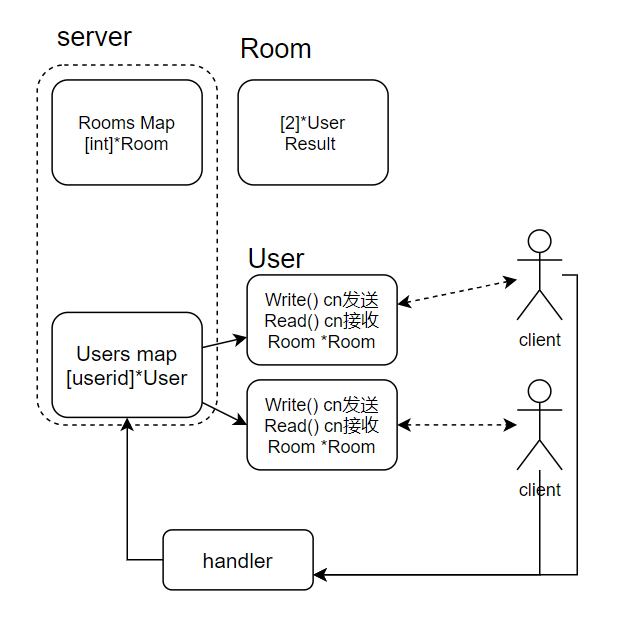 server
Room
Rooms Map
[int]*Room
[2]*User
Result
User
Write() cn发送
Read() cn接收
Room *Room
client
Users map
[userid]*User
Write() cn发送
Read() cn接收
Room *Room
client
handler